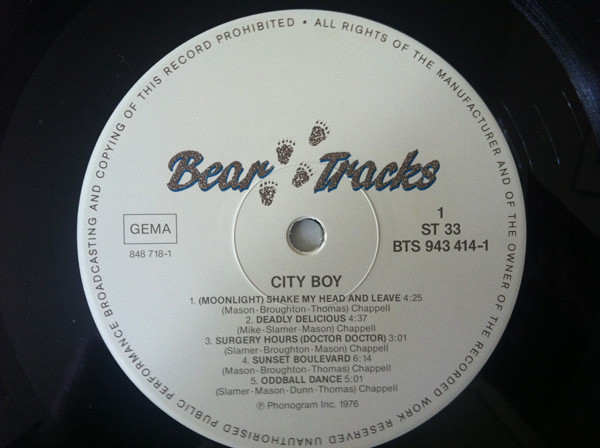 ALL RIGHTS OF THE MANUFACTURER AND OF THE OWNER OF THE RECORDED WORK RESERVED UNAUTHORISED PUBLIC PERFORMANCE BROADCASTING AND COPYING OF THIS RECORD PROHIBITED •
Bear Tracks
GEMA
848 718-1
1
ST 33
BTS 943 414-1
CITY BOY
1. (MOONLIGHT) SHAKE MY HEAD AND LEAVE 4:25
(Mason-Broughton-Thomas) Chappell
2. DEADLY DELICIOUS 4:37
(Mike-Slamer-Mason) Chappell
3. SURGERY HOURS (DOCTOR DOCTOR) 3:01
(Slamer-Broughton-Mason) Chappell
4. SUNSET BOULEVARD 6:14
(Mason-Broughton-Thomas) Chappell
5. ODDBALL DANCE 5:01
(Slamer-Mason-Dunn-Thomas) Chappell
℗ Phonogram Inc. 1976